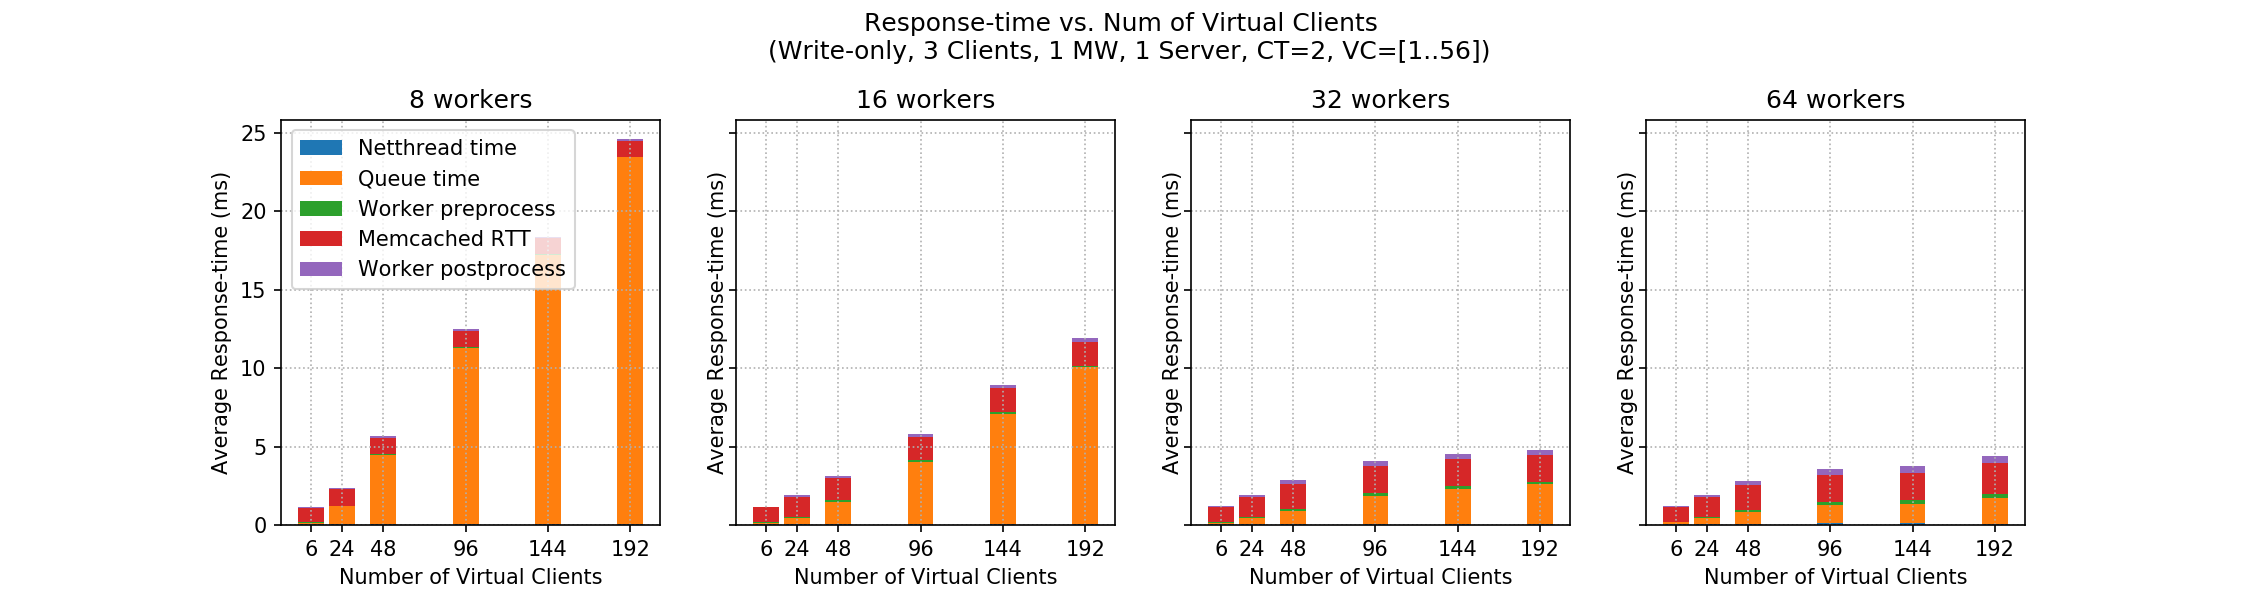 Response-time vs. Num of Virtual Clients
(Write-only, 3 Clients, 1 MW, 1 Server, CT=2, VC=[1..56])
8 workers
Average Response-time (ms)
25
20
15
10
5
0
Netthread time
Queue time
Worker preprocess
Memcached RTT
Worker postprocess
6 24 48 96 144 192
Number of Virtual Clients
16 workers
Average Response-time (ms)
6 24 48 96 144 192
Number of Virtual Clients
32 workers
Average Response-time (ms)
6 24 48 96 144 192
Number of Virtual Clients
64 workers
Average Response-time (ms)
6 24 48 96 144 192
Number of Virtual Clients